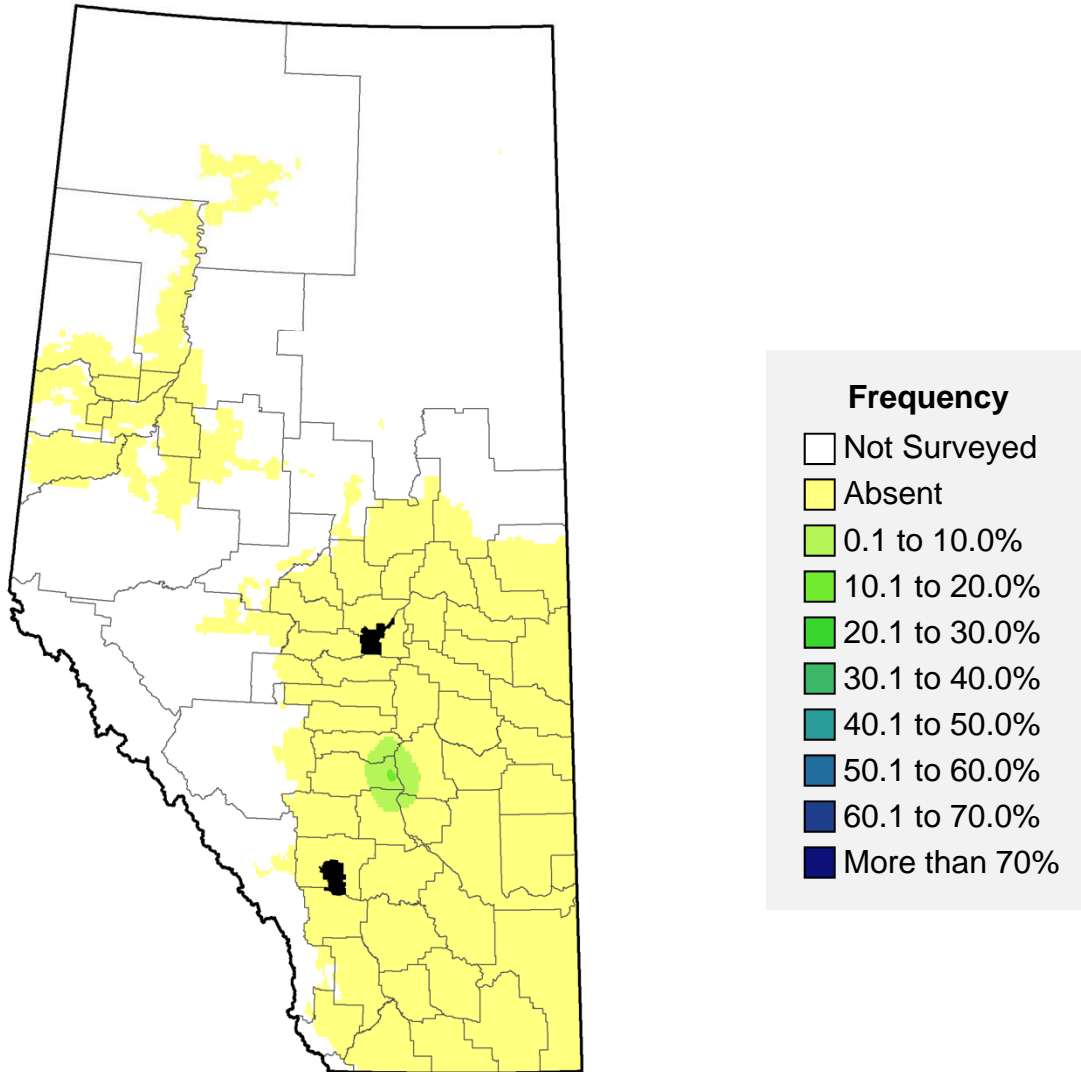 Frequency
Not Surveyed
Absent
0.1 to 10.0%
10.1 to 20.0%
20.1 to 30.0%
30.1 to 40.0%
40.1 to 50.0%
50.1 to 60.0%
60.1 to 70.0%
More than 70%